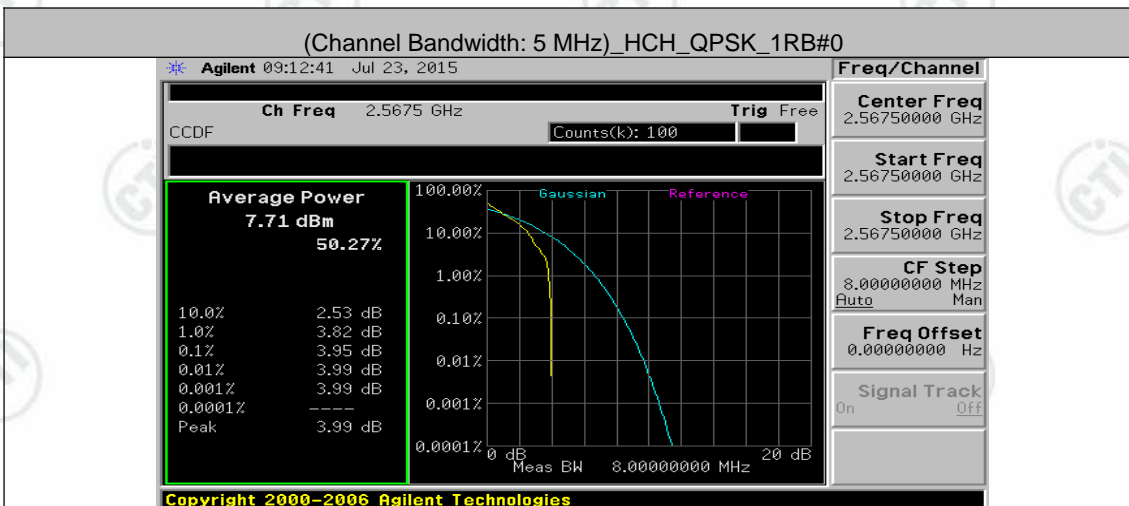 (Channel Bandwidth: 5 MHz)_HCH_QPSK_1RB#0
Agilent 09:12:41 Jul 23, 2015
Freq/Channel
Ch Freq 2.5675 GHz Trig Free
CCDF Counts(k): 100
Average Power
7.71 dBm
50.27%
10.0% 2.53 dB
1.0% 3.82 dB
0.1% 3.95 dB
0.01% 3.99 dB
0.001% 3.99 dB
0.0001% ----
Peak 3.99 dB
Gaussian Reference
100.00%
10.00%
1.00%
0.10%
0.01%
0.001%
0.0001%
0 dB 20 dB
Meas BW 8.00000000 MHz
Center Freq
2.56750000 GHz
Start Freq
2.56750000 GHz
Stop Freq
2.56750000 GHz
CF Step
8.00000000 MHz
Auto Man
Freq Offset
0.00000000 Hz
Signal Track
On Off
Copyright 2000-2006 Agilent Technologies
CTI
CTI
CTI